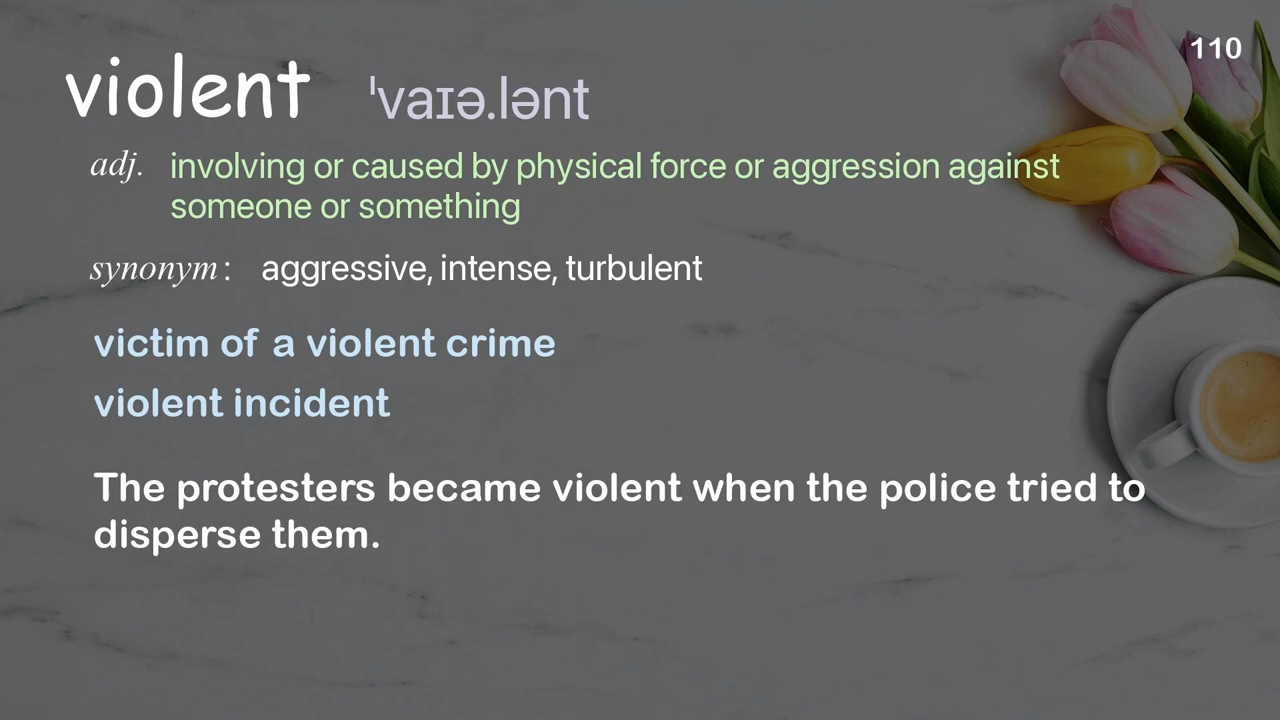 110
violent ˈvaɪə.lənt
adj. involving or caused by physical force or aggression against
someone or something
synonym: aggressive, intense, turbulent
victim of a violent crime
violent incident
The protesters became violent when the police tried to
disperse them.